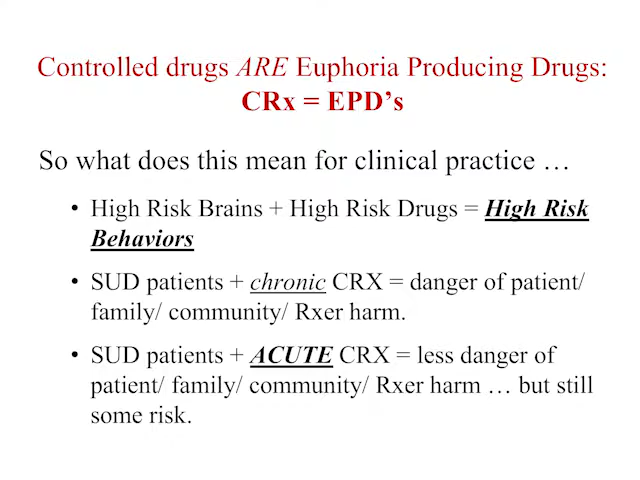 Controlled drugs ARE Euphoria Producing Drugs:
CRx = EPD's
So what does this mean for clinical practice …
• High Risk Brains + High Risk Drugs = High Risk
Behaviors
• SUD patients + chronic CRX = danger of patient/
family/ community/ Rxer harm.
• SUD patients + ACUTE CRX = less danger of
patient/ family/ community/ Rxer harm … but still
some risk.